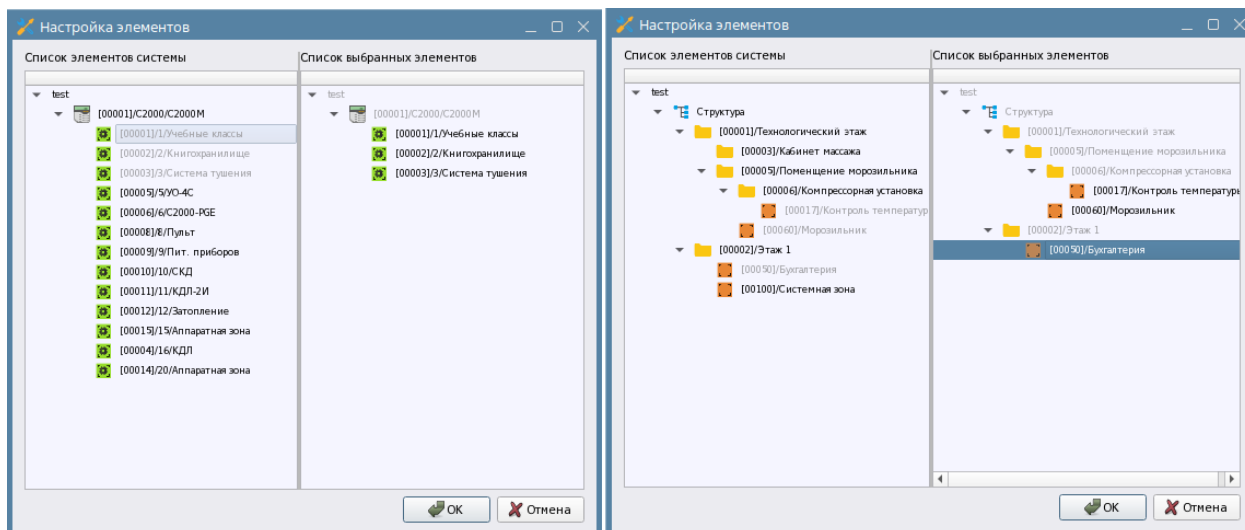 Настройка элементов
Список элементов системы
Список выбранных элементов
test
[00001]/С2000/С2000М
[00001]/1/Учебные классы
[00002]/2/Книгохранилище
[00003]/3/Система тушения
[00005]/5/УО-4С
[00006]/6/С2000-PGE
[00008]/8/Пульт
[00009]/9/Пит. приборов
[00010]/10/СКД
[00011]/11/КДЛ-2И
[00012]/12/Затопление
[00015]/15/Аппаратная зона
[00004]/16/КДЛ
[00014]/20/Аппаратная зона
test
[00001]/С2000/С2000М
[00001]/1/Учебные классы
[00002]/2/Книгохранилище
[00003]/3/Система тушения
ОК
Отмена
Настройка элементов
Список элементов системы
Список выбранных элементов
test
Структура
[00001]/Технологический этаж
[00003]/Кабинет массажа
[00005]/Поменщение морозильника
[00006]/Компрессорная установка
[00017]/Контроль температур
[00060]/Морозильник
[00002]/Этаж 1
[00050]/Бухгалтерия
[00100]/Системная зона
test
Структура
[00001]/Технологический этаж
[00005]/Поменщение морозильника
[00006]/Компрессорная установка
[00017]/Контроль температуры
[00060]/Морозильник
[00002]/Этаж 1
[00050]/Бухгалтерия
ОК
Отмена